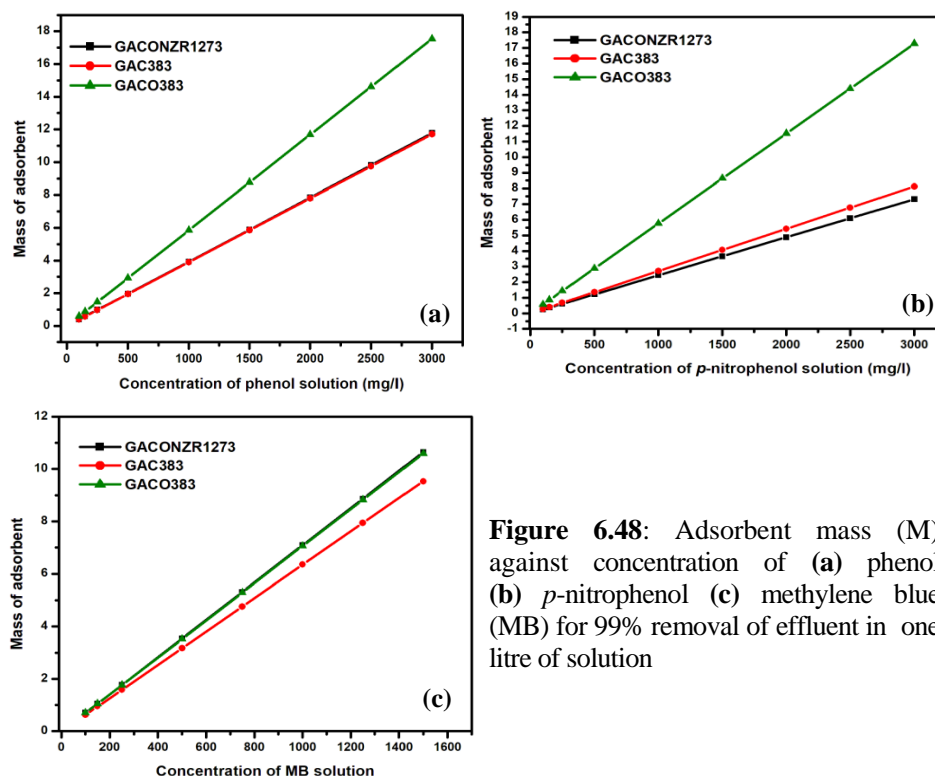 GACONZR1273
GAC383
GACO383
Mass of adsorbent
18
16
14
12
10
8
6
4
2
0
(a)
0
500
1000
1500
2000
2500
3000
Concentration of phenol solution (mg/l)
GACONZR1273
GAC383
GACO383
Mass of adsorbent
19
18
17
16
15
14
13
12
11
10
9
8
7
6
5
4
3
2
1
0
-1
(b)
0
500
1000
1500
2000
2500
3000
Concentration of p-nitrophenol solution (mg/l)
GACONZR1273
GAC383
GACO383
Mass of adsorbent
12
10
8
6
4
2
0
(c)
0
200
400
600
800
1000
1200
1400
1600
Concentration of MB solution
Figure 6.48: Adsorbent mass (M)
against concentration of (a) phenol
(b) p-nitrophenol (c) methylene blue
(MB) for 99% removal of effluent in one
litre of solution